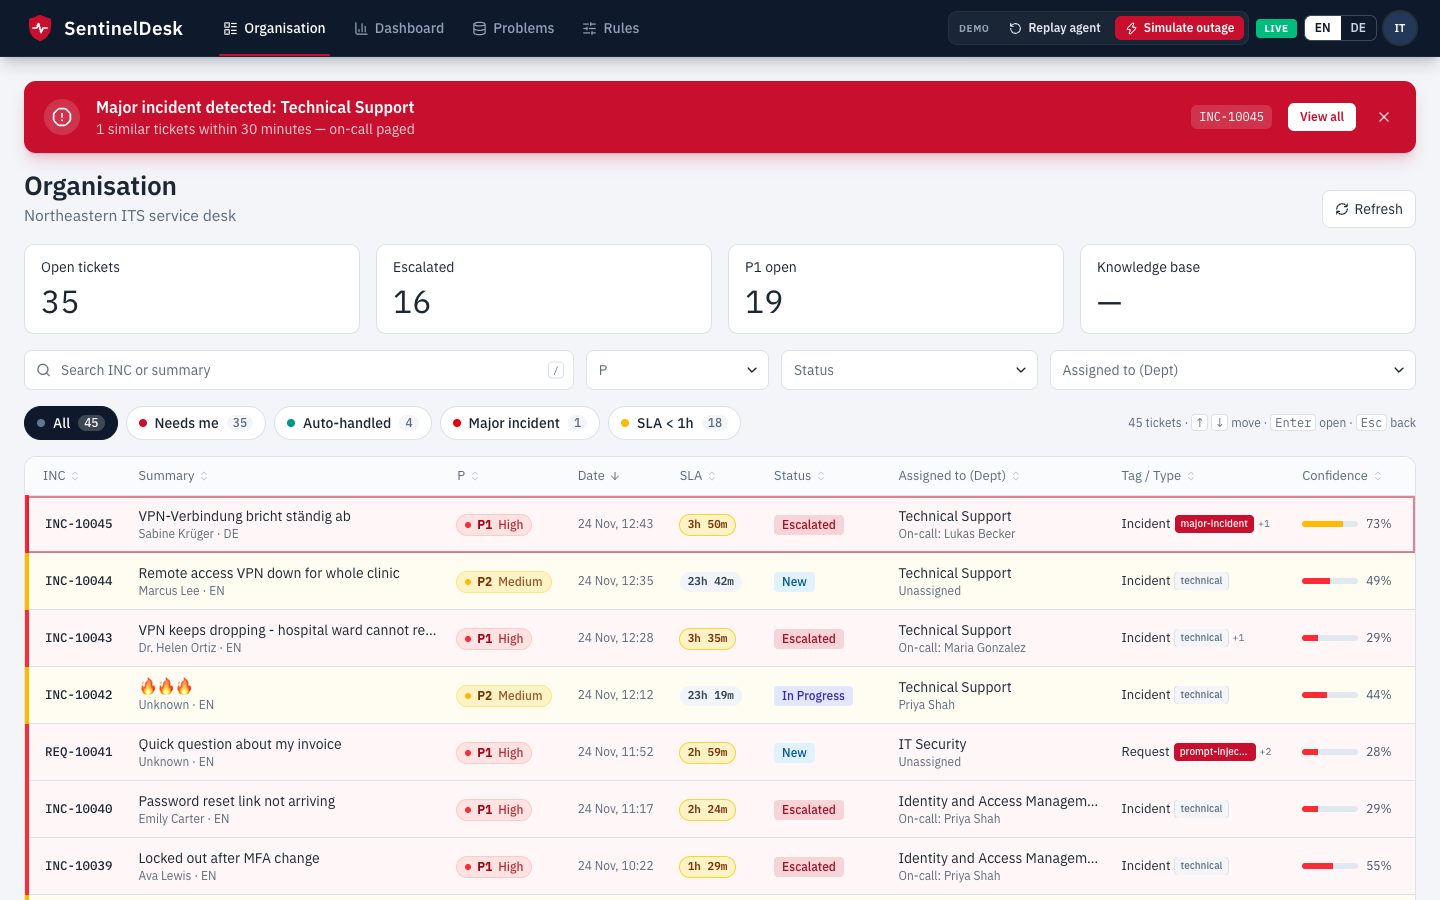 SentinelDesk
Organisation
Dashboard
Problems
Rules
DEMO
Replay agent
Simulate outage
LIVE
EN
DE
IT
Major incident detected: Technical Support
1 similar tickets within 30 minutes — on-call paged
INC-10045
View all
Organisation
Northeastern ITS service desk
Refresh
Open tickets
35
Escalated
16
P1 open
19
Knowledge base
—
Search INC or summary
/
P
Status
Assigned to (Dept)
All 45
Needs me 35
Auto-handled 4
Major incident 1
SLA < 1h 18
45 tickets · ↑ ↓ move · Enter open · Esc back
INC Summary P Date ↓ SLA Status Assigned to (Dept) Tag / Type Confidence
INC-10045 VPN-Verbindung bricht ständig ab P1 High 24 Nov, 12:43 3h 50m Escalated Technical Support Incident major-incident +1 73%
Sabine Krüger · DE On-call: Lukas Becker
INC-10044 Remote access VPN down for whole clinic P2 Medium 24 Nov, 12:35 23h 42m New Technical Support Incident technical 49%
Marcus Lee · EN Unassigned
INC-10043 VPN keeps dropping - hospital ward cannot re... P1 High 24 Nov, 12:28 3h 35m Escalated Technical Support Incident technical +1 29%
Dr. Helen Ortiz · EN On-call: Maria Gonzalez
INC-10042 🔥🔥🔥 P2 Medium 24 Nov, 12:12 23h 19m In Progress Technical Support Incident technical 44%
Unknown · EN Priya Shah
REQ-10041 Quick question about my invoice P1 High 24 Nov, 11:52 2h 59m New IT Security Request prompt-injec... +2 28%
Unknown · EN Unassigned
INC-10040 Password reset link not arriving P1 High 24 Nov, 11:17 2h 24m Escalated Identity and Access Managem... Incident technical 29%
Emily Carter · EN On-call: Priya Shah
INC-10039 Locked out after MFA change P1 High 24 Nov, 10:22 1h 29m Escalated Identity and Access Managem... Incident technical 55%
Ava Lewis · EN On-call: Priya Shah